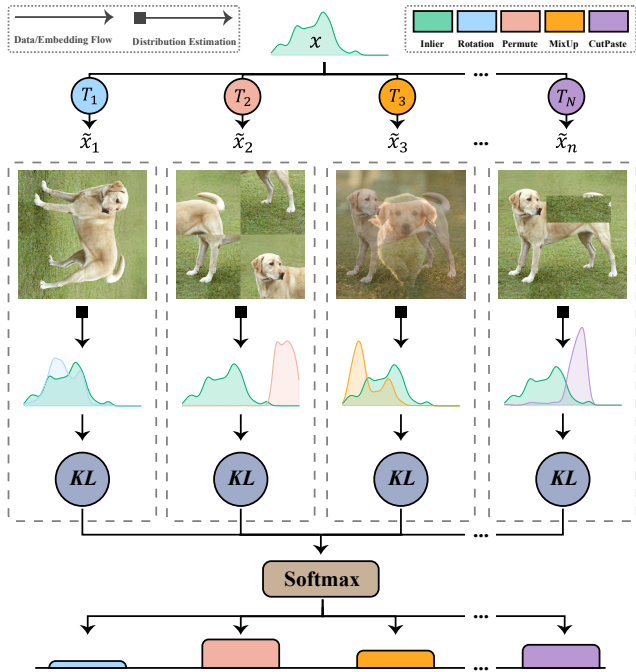 Data/Embedding Flow
Distribution Estimation
x
Inlier Rotation Permute MixUp CutPaste
T₁ T₂ T₃ ... T_N
x̃₁ x̃₂ x̃₃ ... x̃ₙ
KL KL KL KL
...
Softmax
...
...